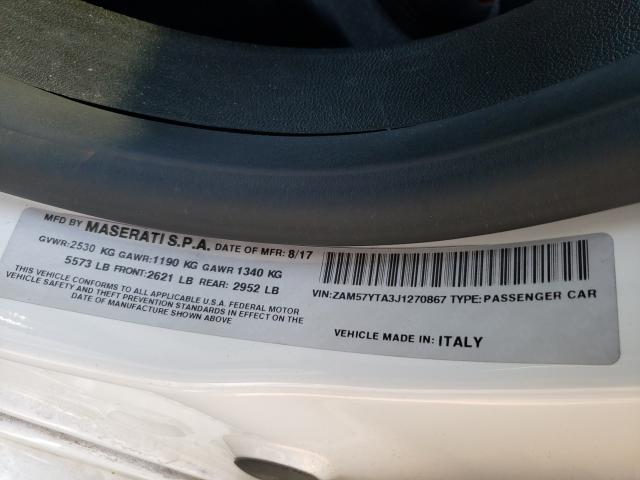 MFD BY MASERATI S.P.A. DATE OF MFR: 8/17
GVWR:2530 KG GAWR:1190 KG GAWR 1340 KG
5573 LB FRONT:2621 LB REAR: 2952 LB
THIS VEHICLE CONFORMS TO ALL APPLICABLE U.S.A. FEDERAL MOTOR
VEHICLE SAFETY AND THEFT PREVENTION STANDARDS IN EFFECT ON THE
DATE OF MANUFACTURE SHOWN ABOVE
VIN:ZAM57YTA3J1270867 TYPE:PASSENGER CAR
VEHICLE MADE IN: ITALY